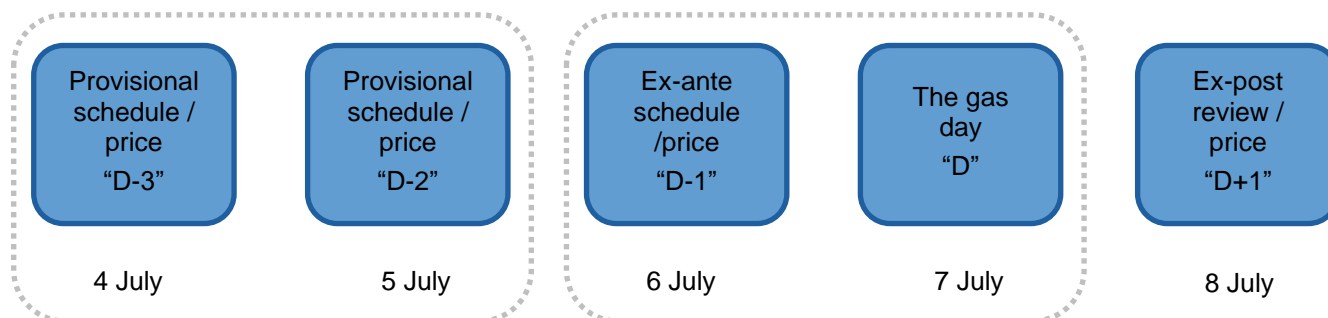 Provisional
schedule /
price
“D-3”
Provisional
schedule /
price
“D-2”
Ex-ante
schedule
/price
“D-1”
The gas
day
“D”
Ex-post
review /
price
“D+1”
4 July
5 July
6 July
7 July
8 July